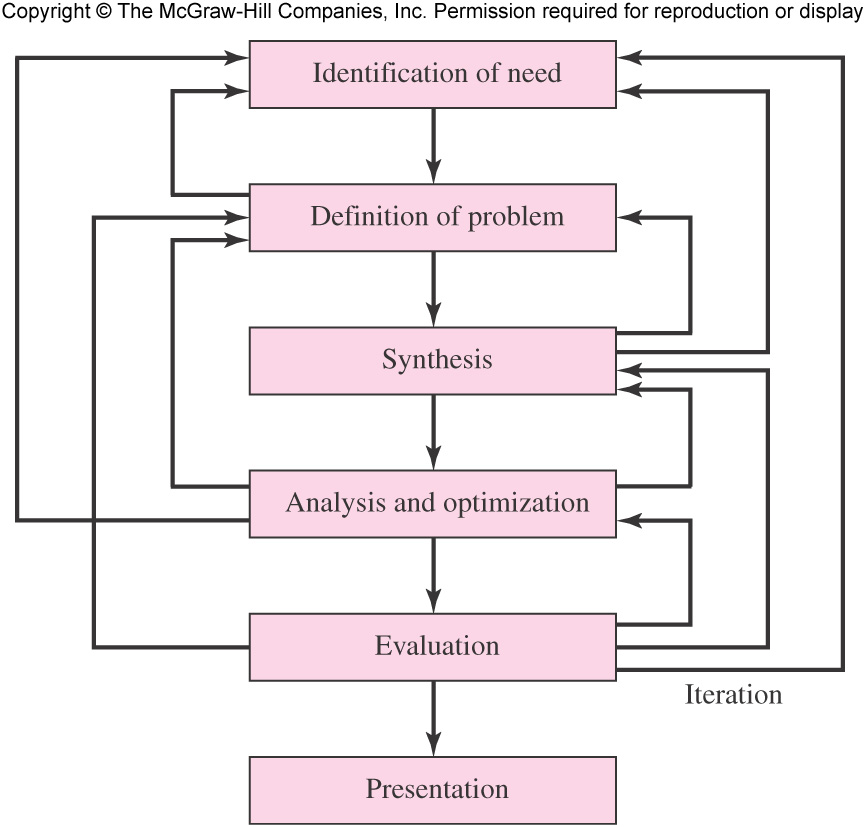 Copyright © The McGraw-Hill Companies, Inc. Permission required for reproduction or display
Identification of need
Definition of problem
Synthesis
Analysis and optimization
Evaluation
Iteration
Presentation